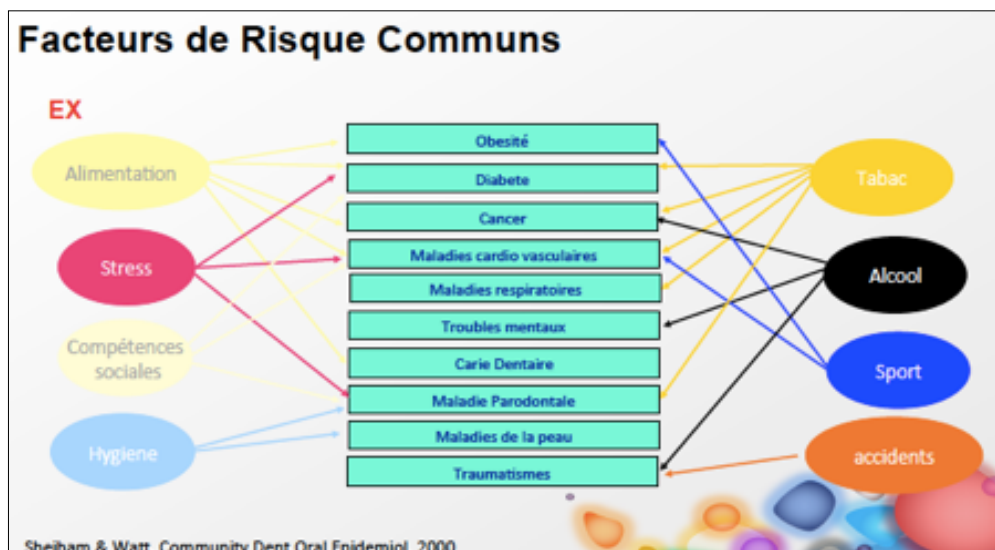 Facteurs de Risque Communs
EX
Alimentation
Stress
Compétences
sociales
Hygiene
Obesité
Diabete
Cancer
Maladies cardio vasculaires
Maladies respiratoires
Troubles mentaux
Carie Dentaire
Maladie Parodontale
Maladies de la peau
Traumatismes
Tabac
Alcool
Sport
accidents
Sheiham & Watt, Community Dent Oral Epidemiol, 2000